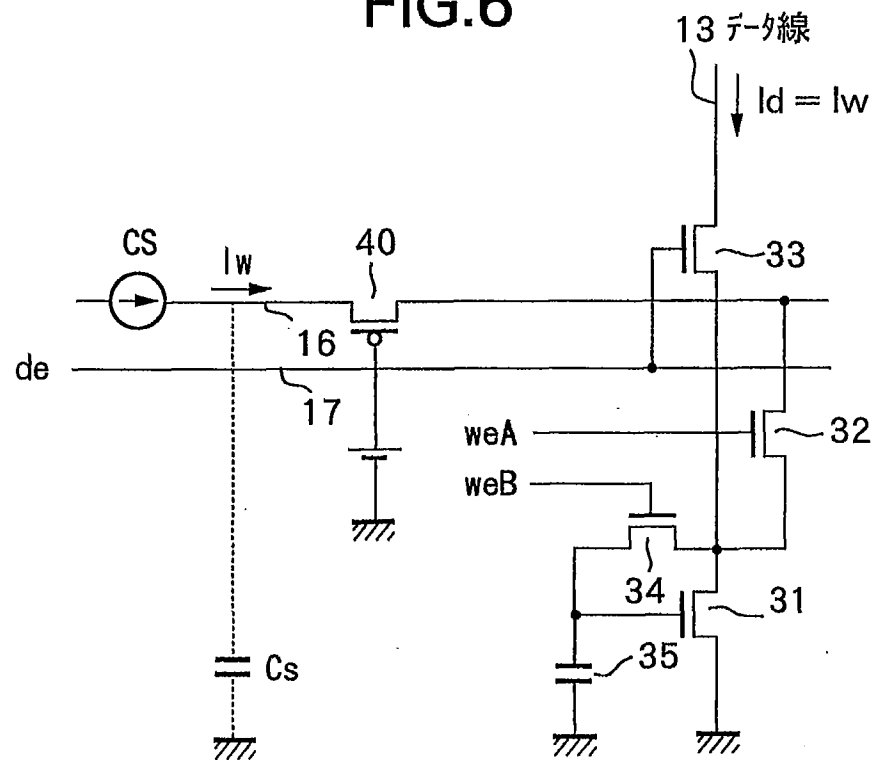 FIG.6
13 データ線
Id = Iw
CS
Iw
40
33
16
de
17
weA
32
weB
34
31
35
Cs